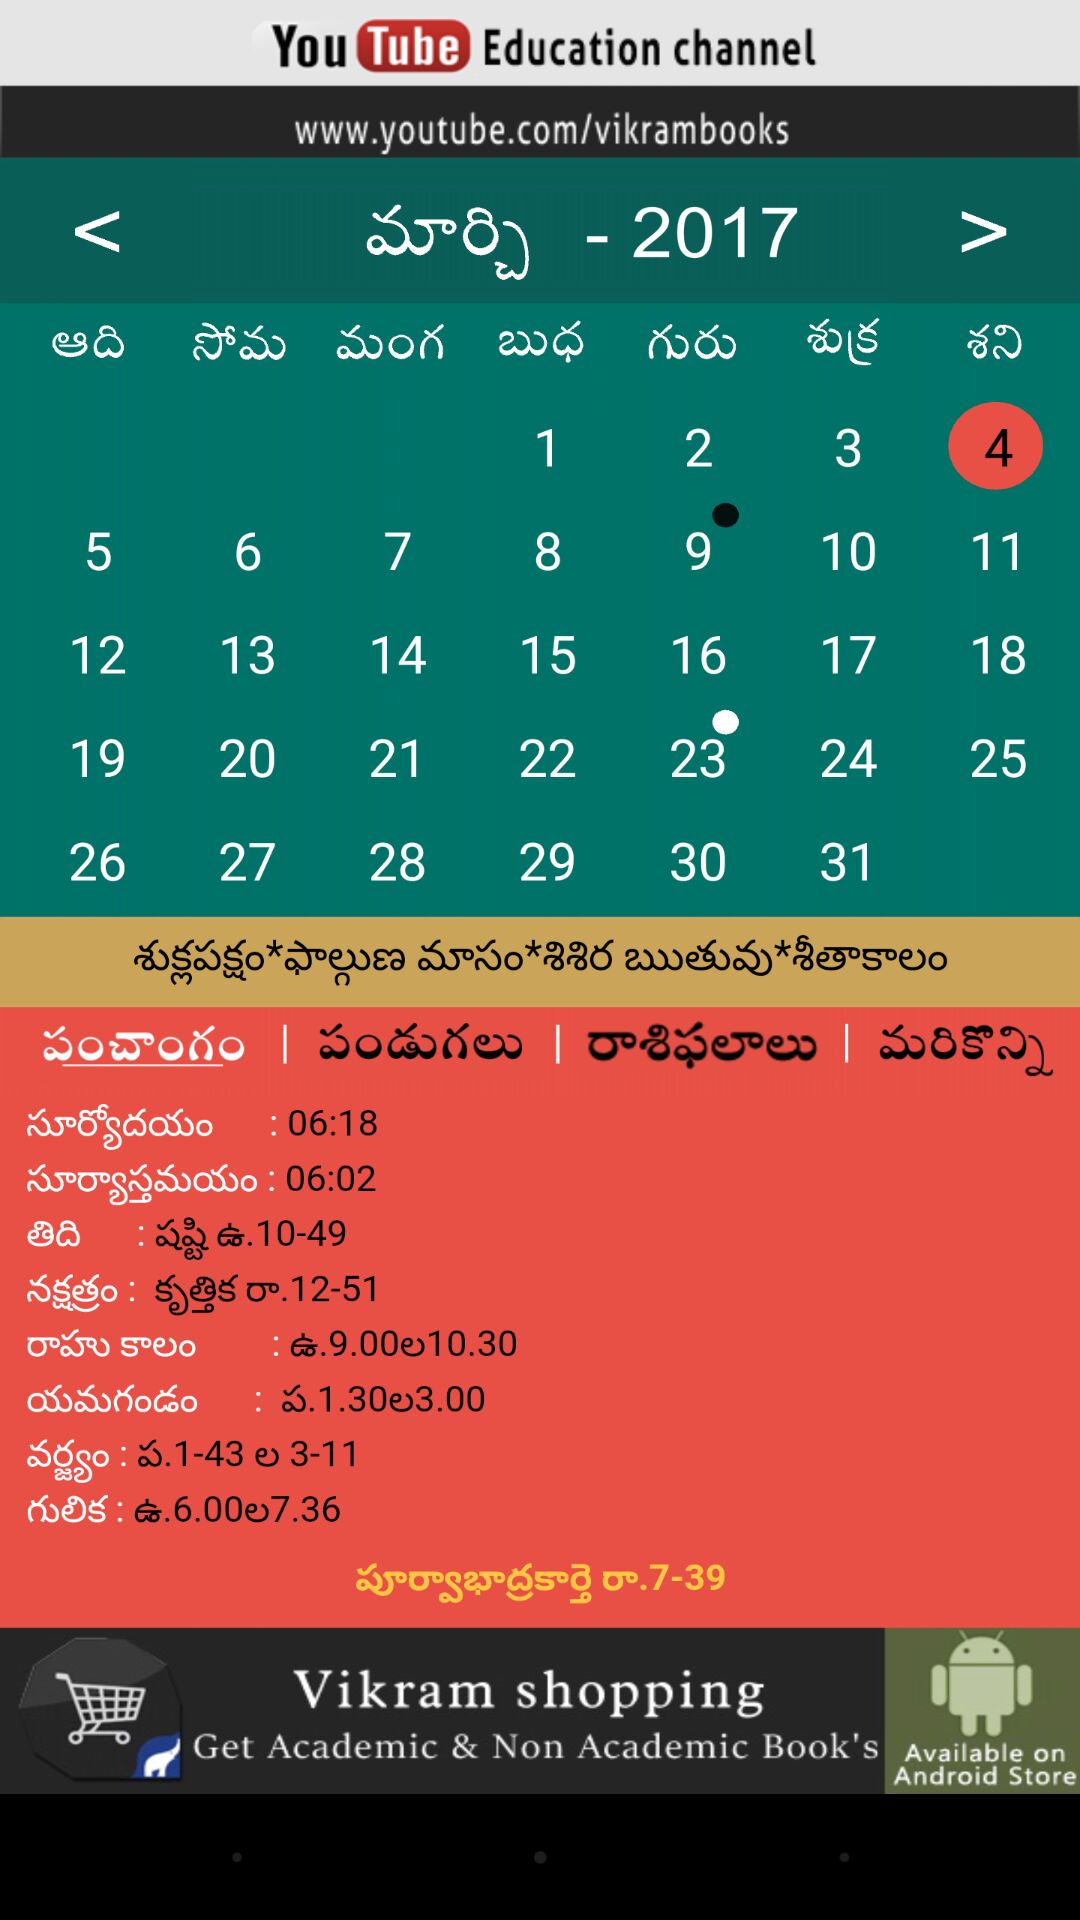 YouTube Education channel
www.youtube.com/vikrambooks
< మార్చి - 2017 >
ఆది సోమ మంగ బుధ గురు శుక్ర శని
1 2 3 4
5 6 7 8 9 10 11
12 13 14 15 16 17 18
19 20 21 22 23 24 25
26 27 28 29 30 31
శుక్లపక్షం*ఫాల్గుణ మాసం*శిశిర ఋతువు*శీతాకాలం
పంచాంగం | పండుగలు | రాశిఫలాలు | మరికొన్ని
సూర్యోదయం : 06:18
సూర్యాస్తమయం : 06:02
తిది : షష్టి ఉ.10-49
నక్షత్రం : కృత్తిక రా.12-51
రాహు కాలం : ఉ.9.00ల10.30
యమగండం : ప.1.30ల3.00
వర్జ్యం : ప.1-43 ల 3-11
గులిక : ఉ.6.00ల7.36
పూర్వాభాద్రకార్తె రా.7-39
Vikram shopping
Get Academic & Non Academic Book's
Available on
Android Store